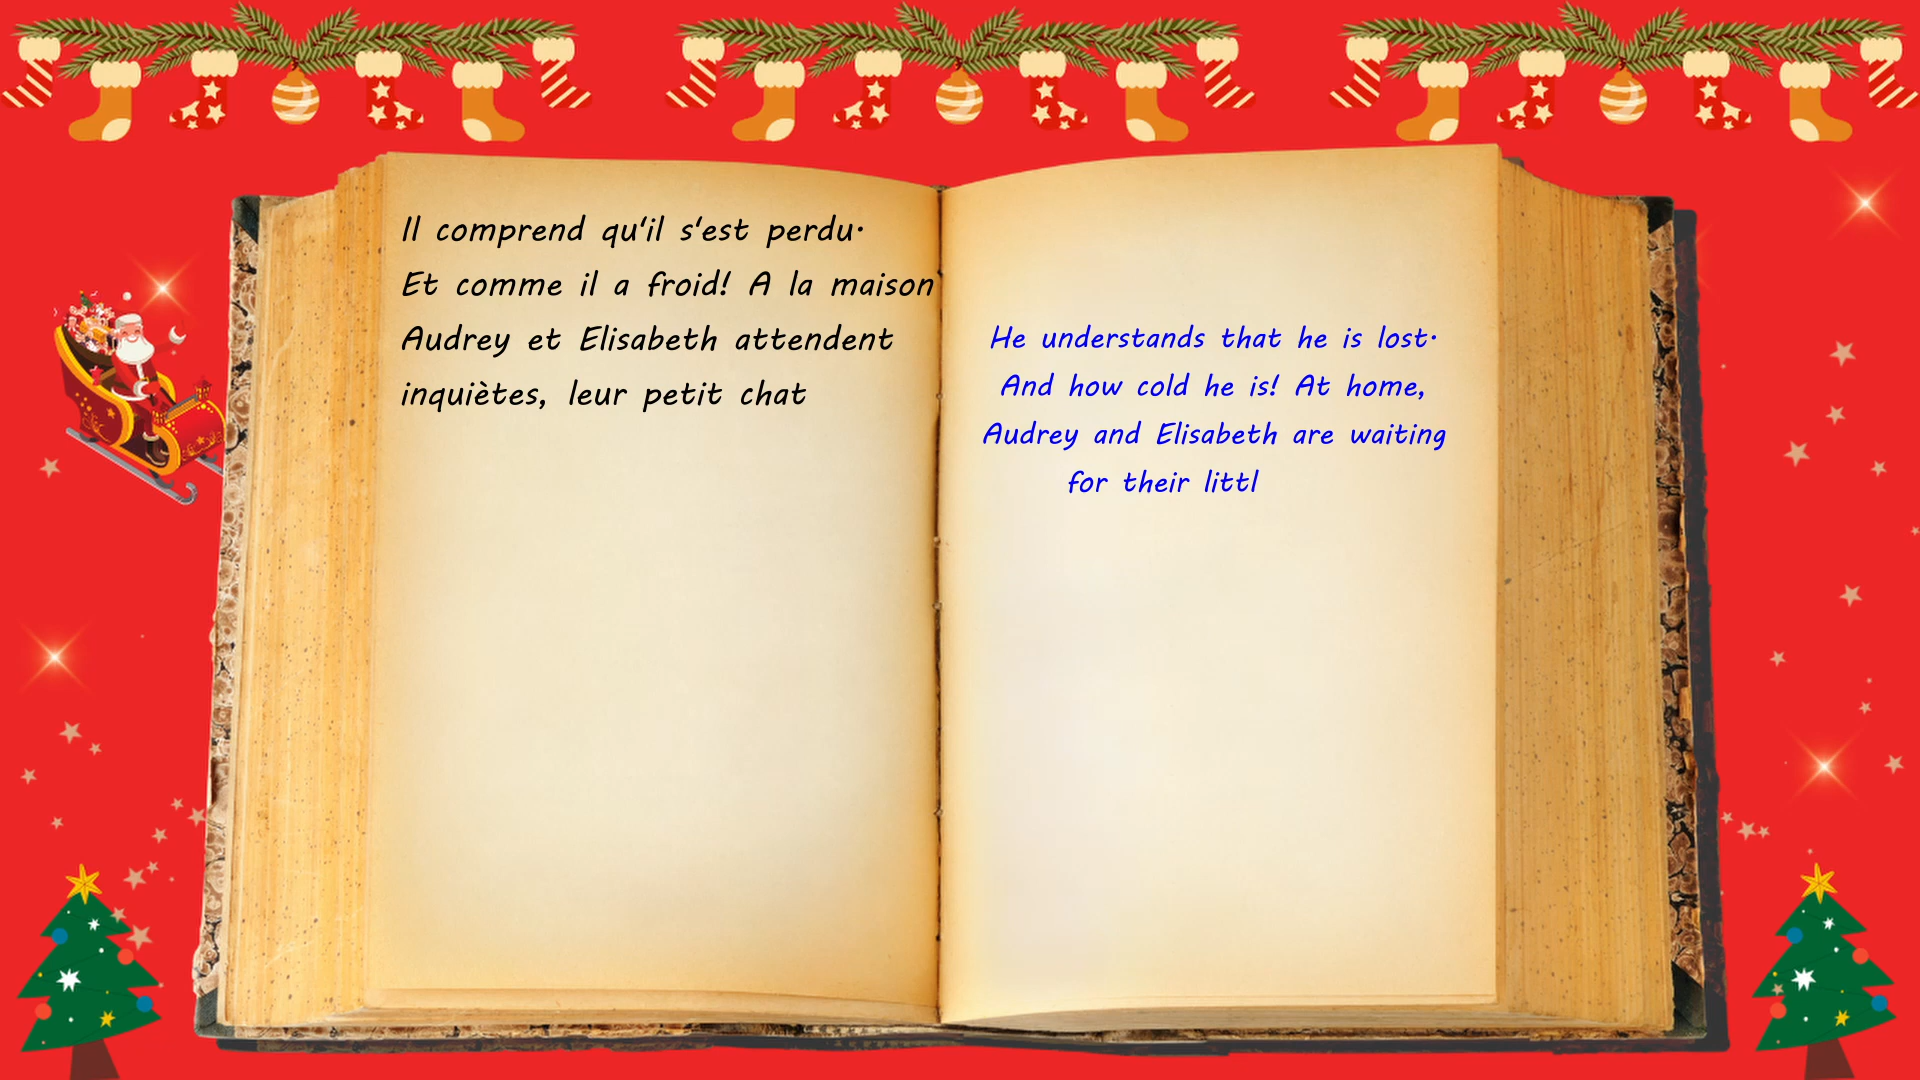 Il comprend qu'il s'est perdu.
Et comme il a froid! A la maison
Audrey et Elisabeth attendent
inquiètes, leur petit chat
He understands that he is lost.
And how cold he is! At home,
Audrey and Elisabeth are waiting
for their littl